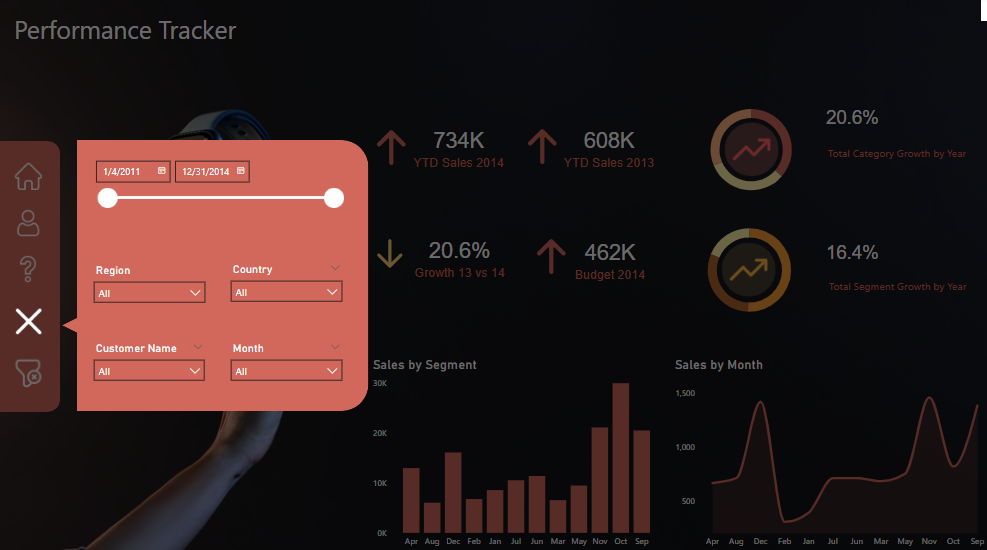 Performance Tracker
1/4/2011
12/31/2014
Region
All
Country
All
Customer Name
All
Month
All
734K
YTD Sales 2014
608K
YTD Sales 2013
20.6%
Total Category Growth by Year
20.6%
Growth 13 vs 14
462K
Budget 2014
16.4%
Total Segment Growth by Year
Sales by Segment
30K
20K
10K
0K
Apr Aug Dec Feb Jan Jul Jun Mar May Nov Oct Sep
Sales by Month
1,500
1,000
500
Apr Aug Dec Feb Jan Jul Jun Mar May Nov Oct Sep